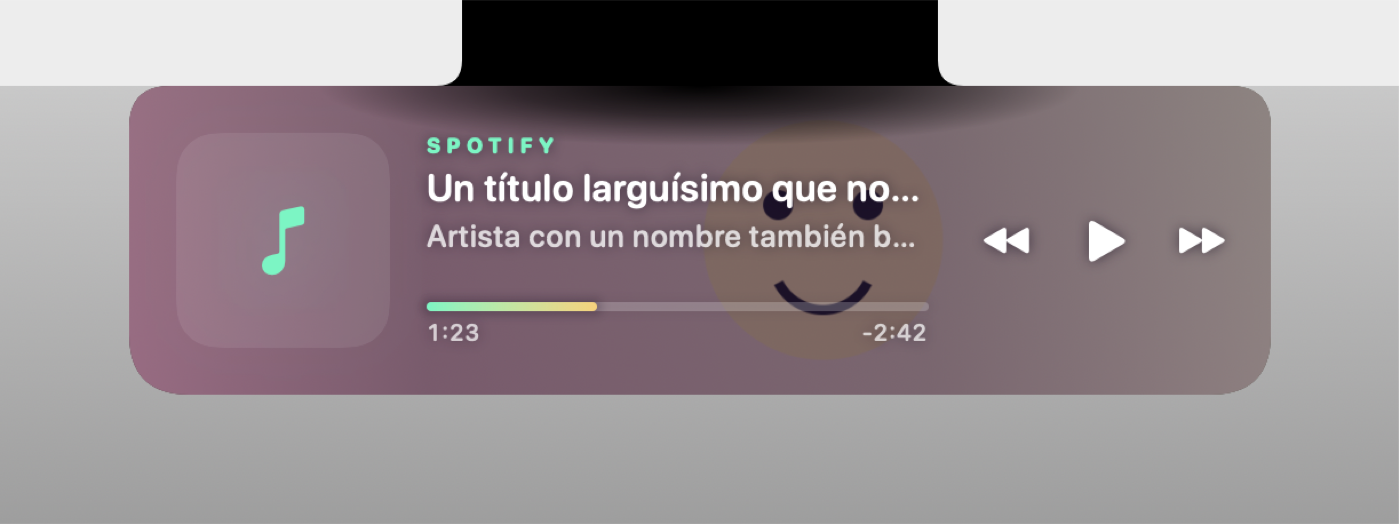 SPOTIFY
Un título larguísimo que no...
Artista con un nombre también b...
1:23
-2:42